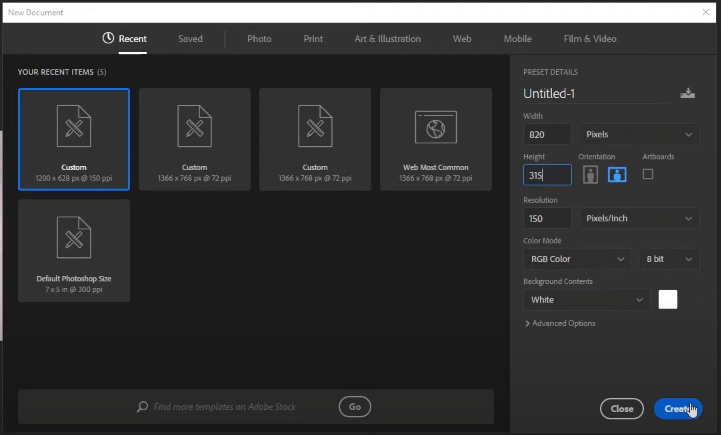 New Document
Recent Saved Photo Print Art & Illustration Web Mobile Film & Video
YOUR RECENT ITEMS (5)
Custom
1200 x 628 px @ 150 ppi
Custom
1366 x 768 px @ 72 ppi
Custom
1366 x 768 px @ 72 ppi
Web Most Common
1366 x 768 px @ 72 ppi
Default Photoshop Size
7 x 5 in @ 300 ppi
Find more templates on Adobe Stock
Go
PRESET DETAILS
Untitled-1
Width
820 Pixels
Height Orientation Artboards
315
Resolution
150 Pixels/Inch
Color Mode
RGB Color 8 bit
Background Contents
White
Advanced Options
Close Create